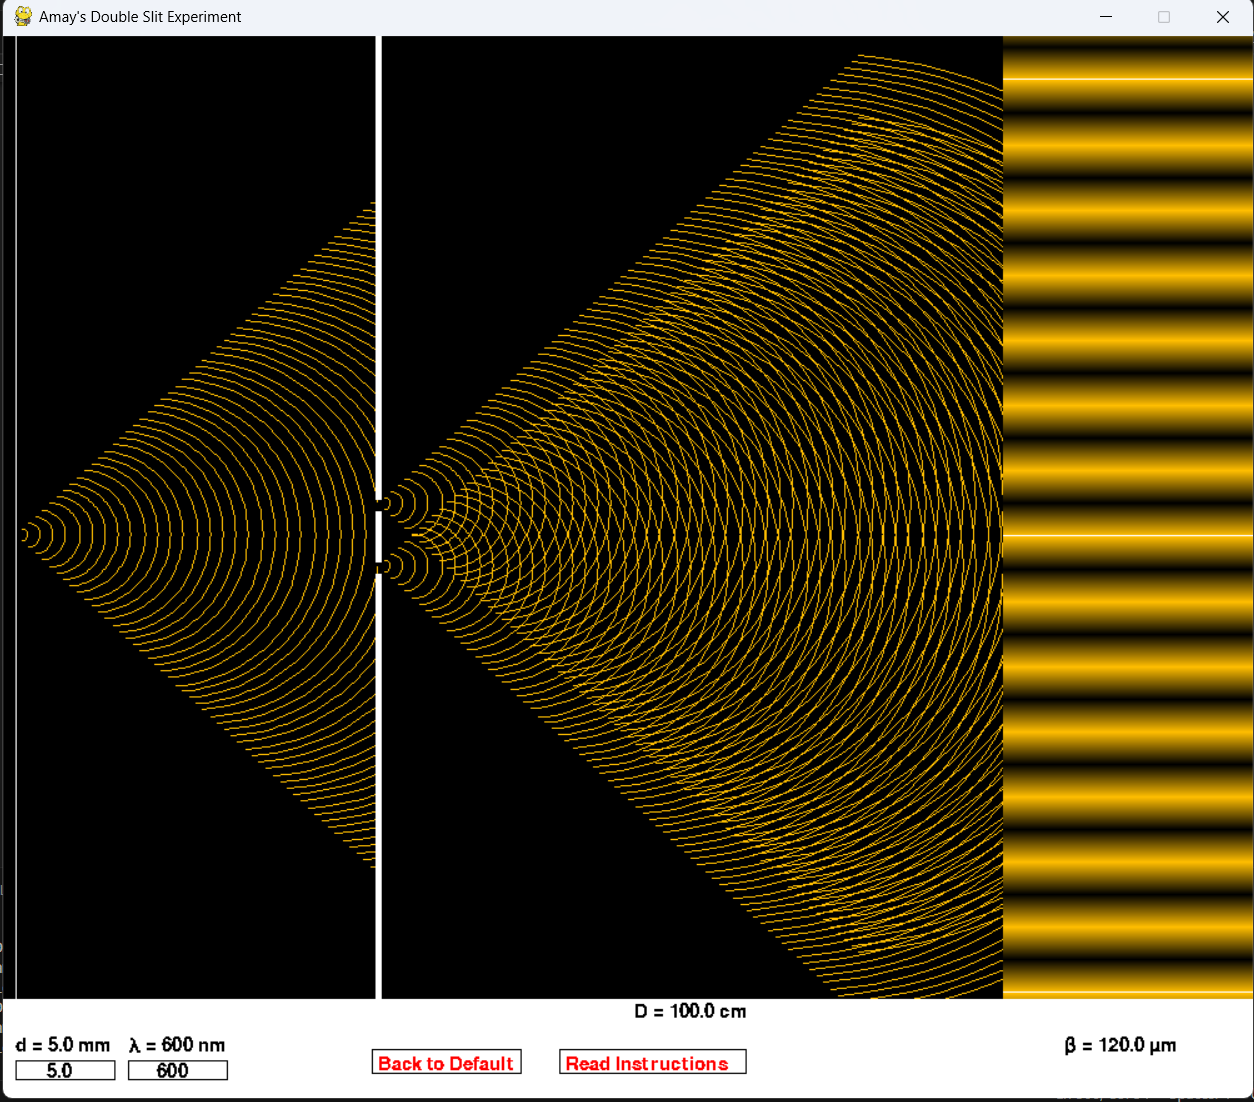 Amay's Double Slit Experiment
D = 100.0 cm
d = 5.0 mm λ = 600 nm
β = 120.0 μm
5.0 600
Back to Default Read Instructions